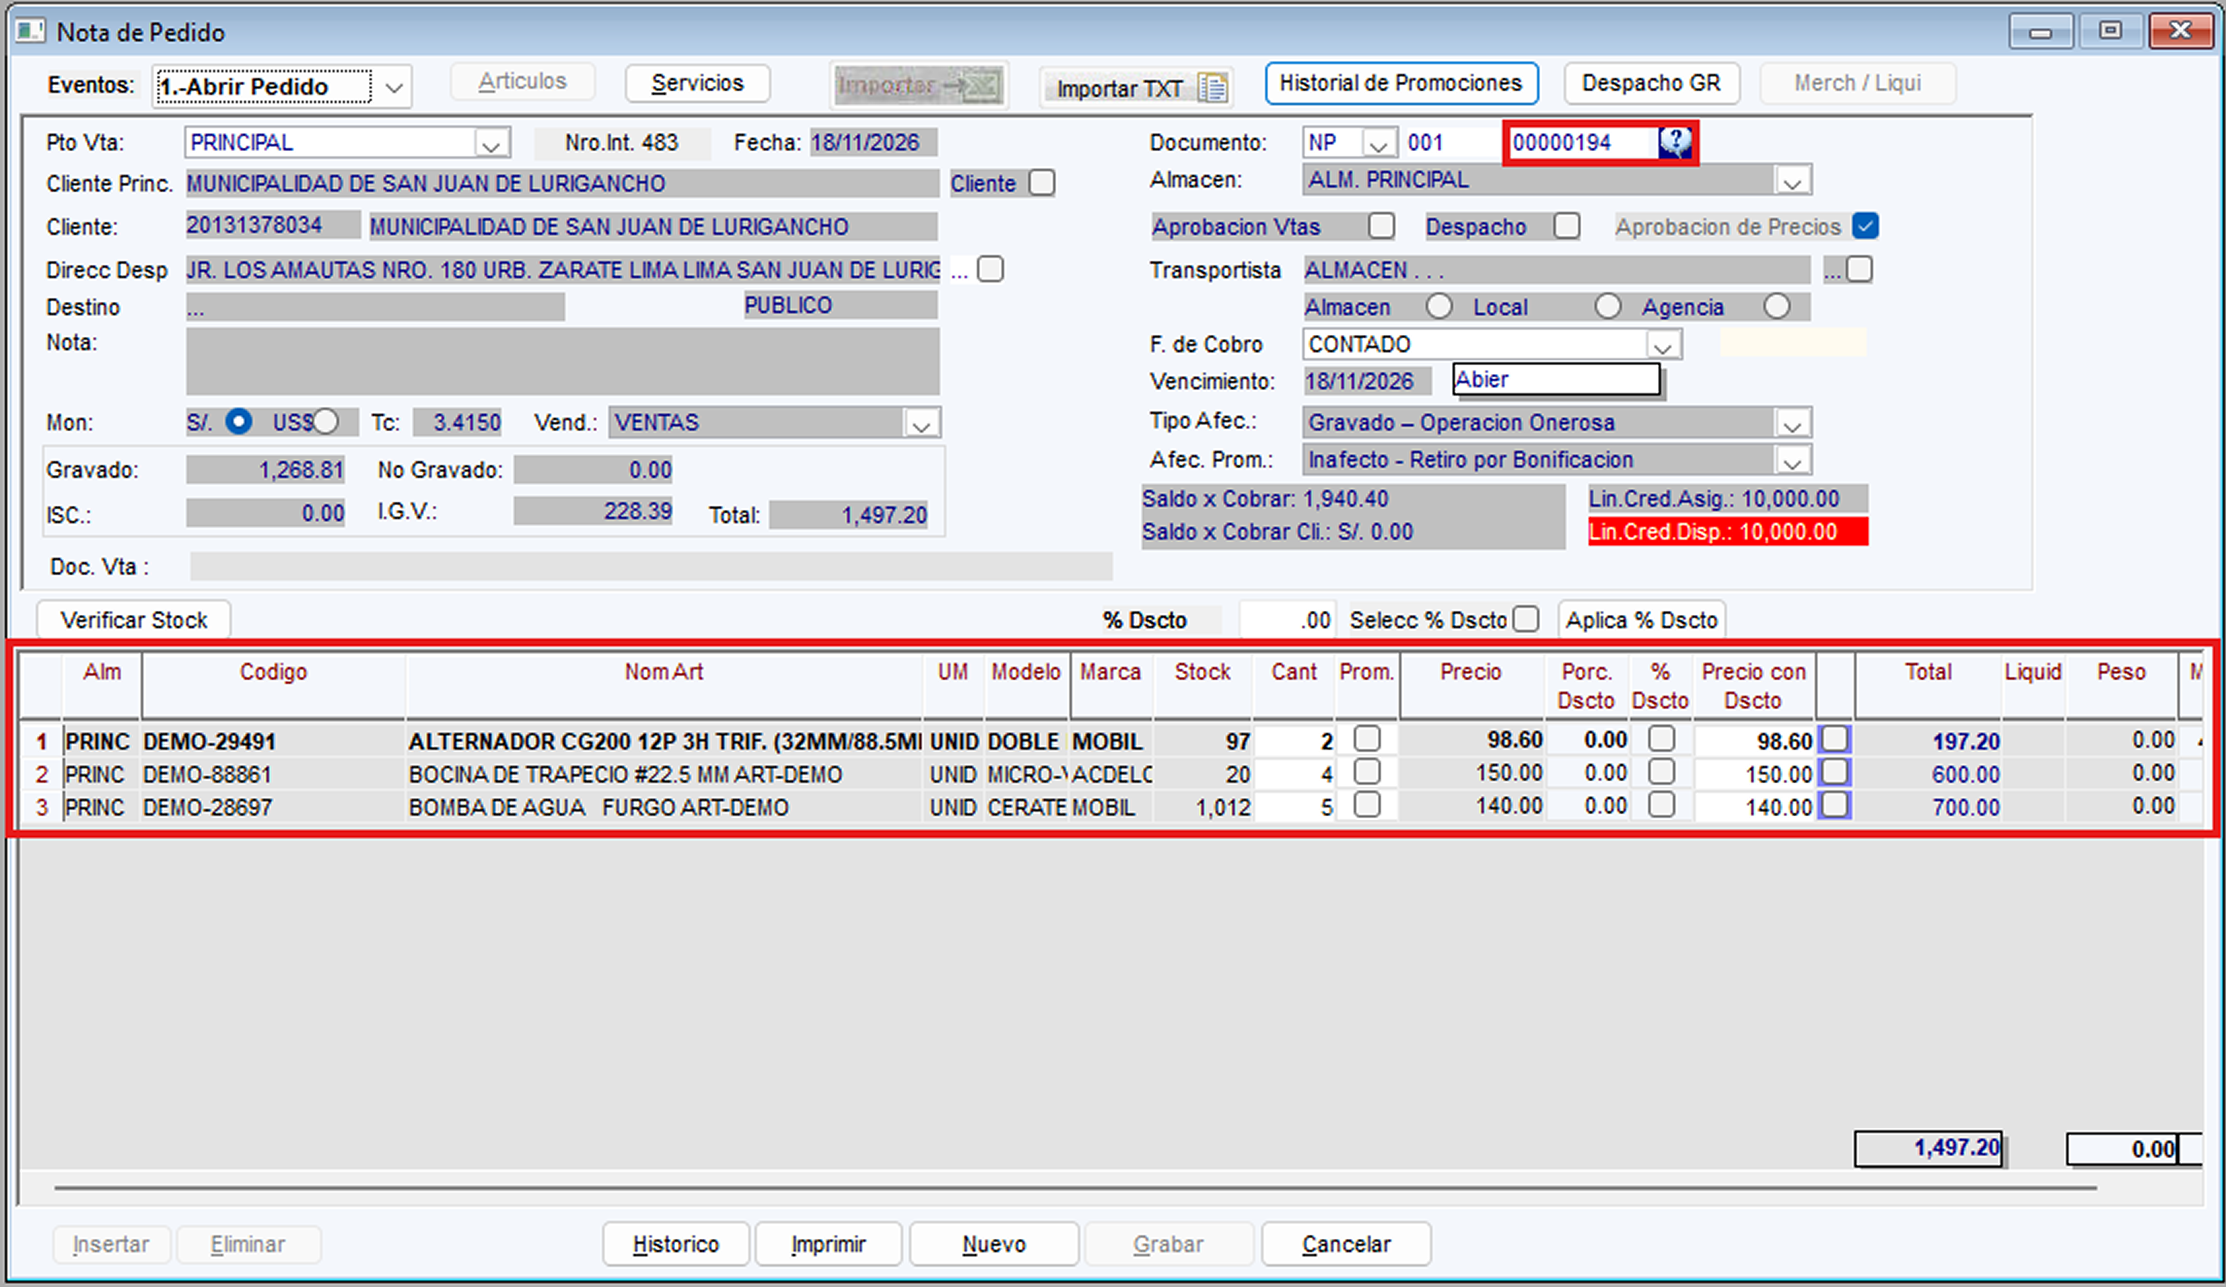 Nota de Pedido
Eventos: 1.-Abrir Pedido Articulos Servicios Importar Importar TXT Historial de Promociones Despacho GR Merch / Liqui
Pto Vta: PRINCIPAL Nro.Int. 483 Fecha: 18/11/2026 Documento: NP 001 00000194
Cliente Princ. MUNICIPALIDAD DE SAN JUAN DE LURIGANCHO Cliente Almacen: ALM. PRINCIPAL
Cliente: 20131378034 MUNICIPALIDAD DE SAN JUAN DE LURIGANCHO Aprobacion Vtas Despacho Aprobacion de Precios
Direcc Desp JR. LOS AMAUTAS NRO. 180 URB. ZARATE LIMA LIMA SAN JUAN DE LURIG ... Transportista ALMACEN . . . ...
Destino ... PUBLICO Almacen Local Agencia
Nota: F. de Cobro CONTADO
Vencimiento: 18/11/2026 Abier
Mon: S/. US$ Tc: 3.4150 Vend.: VENTAS Tipo Afec.: Gravado – Operacion Onerosa
Gravado: 1,268.81 No Gravado: 0.00 Afec. Prom.: Inafecto - Retiro por Bonificacion
ISC.: 0.00 I.G.V.: 228.39 Total: 1,497.20 Saldo x Cobrar: 1,940.40 Lin.Cred.Asig.: 10,000.00
Saldo x Cobrar Cli.: S/. 0.00 Lin.Cred.Disp.: 10,000.00
Doc. Vta :
Verificar Stock % Dscto .00 Selecc % Dscto Aplica % Dscto
Alm Codigo Nom Art UM Modelo Marca Stock Cant Prom. Precio Porc. Dscto % Dscto Precio con Dscto Total Liquid Peso M
1 PRINC DEMO-29491 ALTERNADOR CG200 12P 3H TRIF. (32MM/88.5M UNID DOBLE MOBIL 97 2 98.60 0.00 98.60 197.20 0.00
2 PRINC DEMO-88861 BOCINA DE TRAPECIO #22.5 MM ART-DEMO UNID MICRO- ACDELC 20 4 150.00 0.00 150.00 600.00 0.00
3 PRINC DEMO-28697 BOMBA DE AGUA FURGO ART-DEMO UNID CERATE MOBIL 1,012 5 140.00 0.00 140.00 700.00 0.00
1,497.20 0.00
Insertar Eliminar Historico Imprimir Nuevo Grabar Cancelar